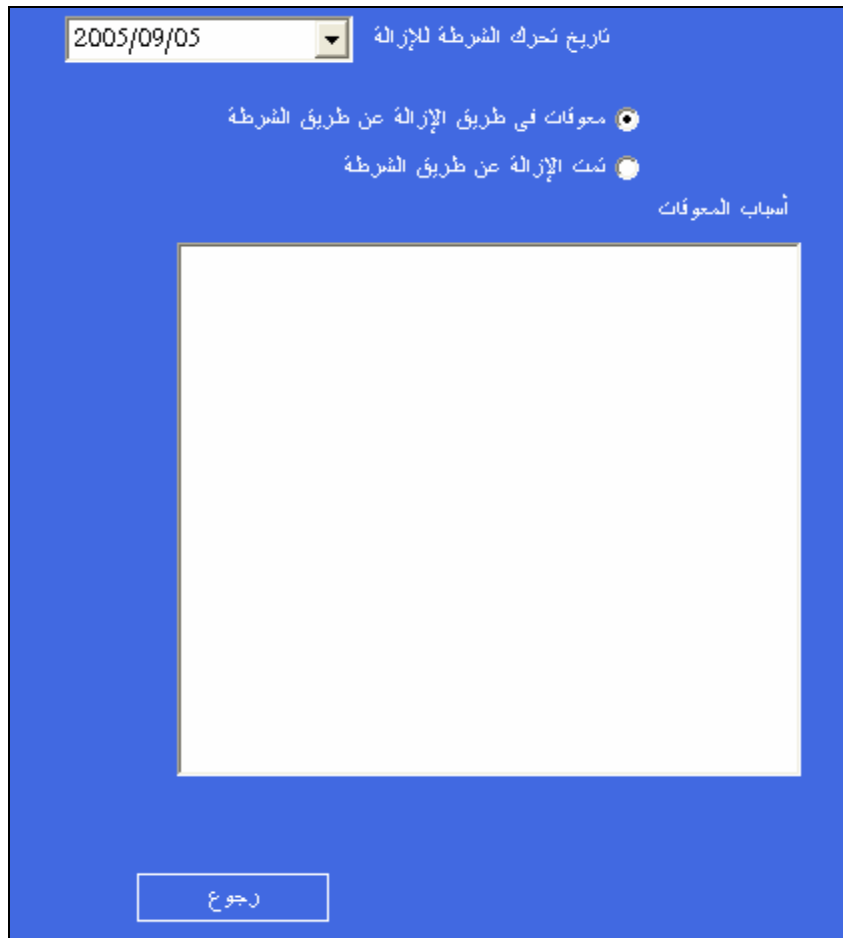 تاريخ تحرك الشرطة للإزالة 2005/09/05
معوقات فى طريق الإزالة عن طريق الشرطة
تمت الإزالة عن طريق الشرطة
أسباب المعوقات
رجوع